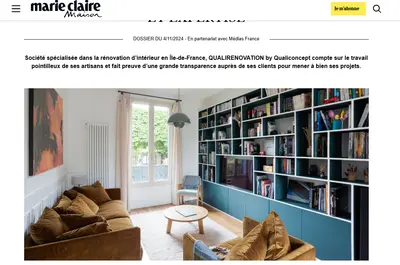 marie claire
Maison
Je m'abonne
ET EXPERTISE
DOSSIER DU 4/11/2024 - En partenariat avec Médias France
Société spécialisée dans la rénovation d'intérieur en Île-de-France, QUALIRENOVATION by Qualiconcept compte sur le travail
pointilleux de ses artisans et fait preuve d'une grande transparence auprès de ses clients pour mener à bien ses projets.